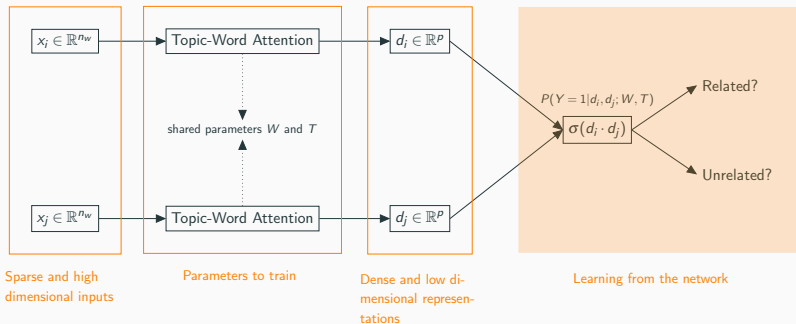 x_i ∈ ℝ^{n_w}
Topic-Word Attention
d_i ∈ ℝ^p
Related?
P(Y = 1|d_i, d_j; W, T)
shared parameters W and T
σ(d_i · d_j)
Unrelated?
x_j ∈ ℝ^{n_w}
Topic-Word Attention
d_j ∈ ℝ^p
Sparse and high
dimensional inputs
Parameters to train
Dense and low di-
mensional represen-
tations
Learning from the network